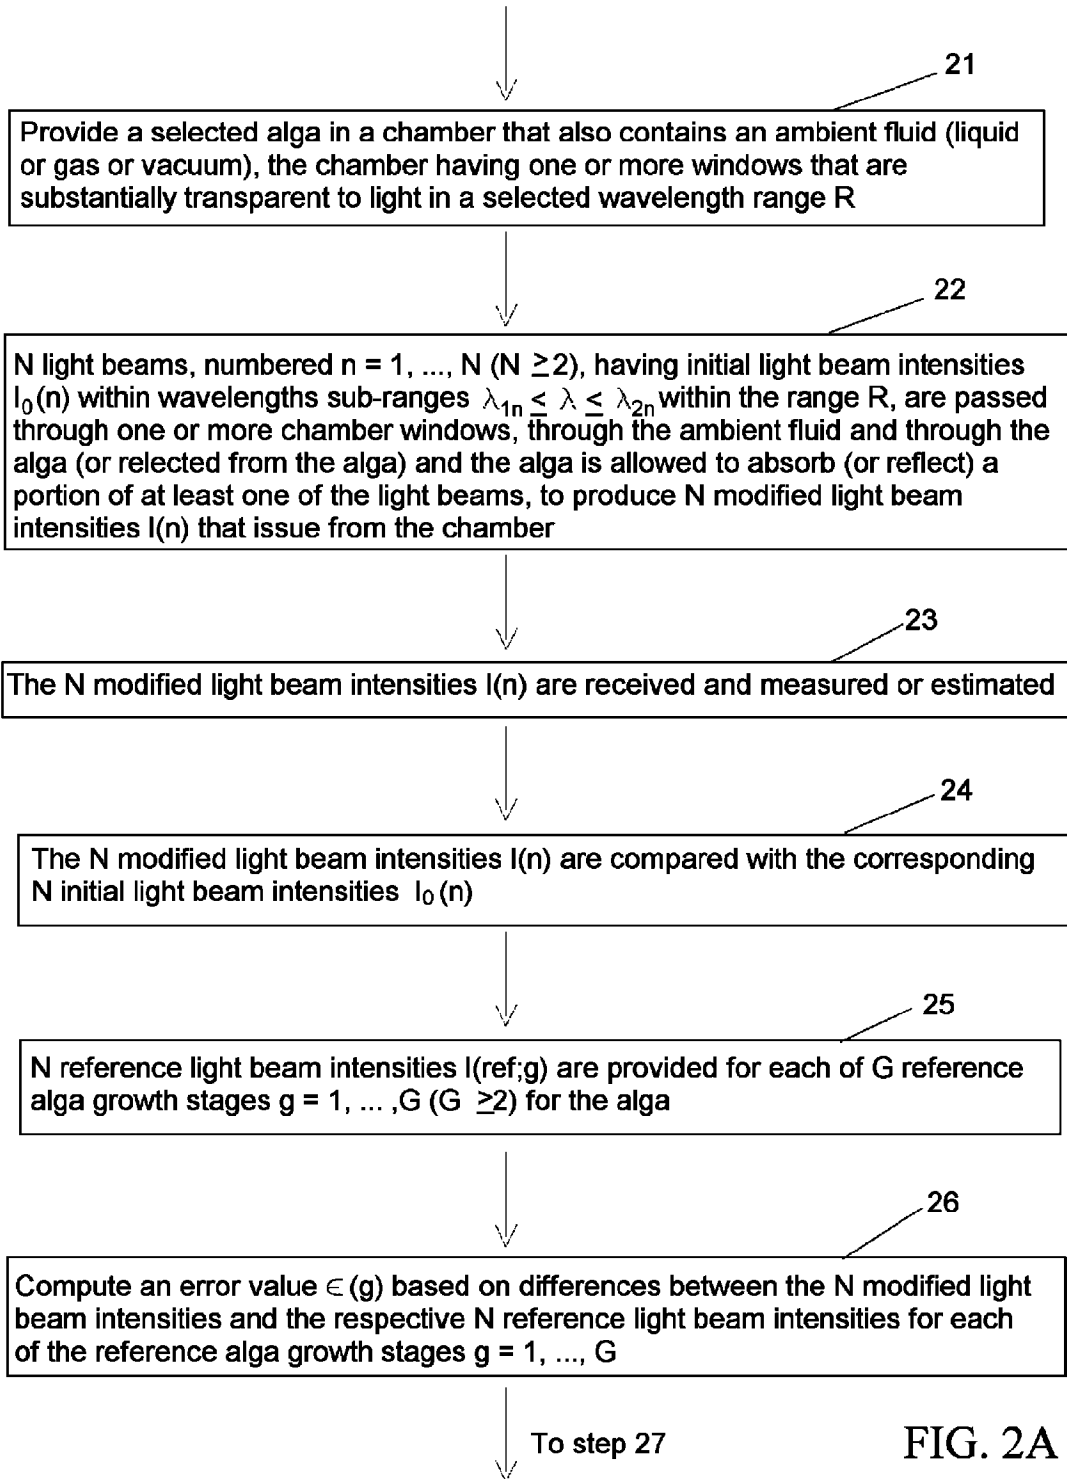 21
Provide a selected alga in a chamber that also contains an ambient fluid (liquid
or gas or vacuum), the chamber having one or more windows that are
substantially transparent to light in a selected wavelength range R
22
N light beams, numbered n = 1, ..., N (N ≥2), having initial light beam intensities
I₀(n) within wavelengths sub-ranges λ₁ₙ ≤ λ ≤ λ₂ₙ within the range R, are passed
through one or more chamber windows, through the ambient fluid and through the
alga (or relected from the alga) and the alga is allowed to absorb (or reflect) a
portion of at least one of the light beams, to produce N modified light beam
intensities I(n) that issue from the chamber
23
The N modified light beam intensities I(n) are received and measured or estimated
24
The N modified light beam intensities I(n) are compared with the corresponding
N initial light beam intensities I₀(n)
25
N reference light beam intensities I(ref;g) are provided for each of G reference
alga growth stages g = 1, ... ,G (G ≥2) for the alga
26
Compute an error value ∈(g) based on differences between the N modified light
beam intensities and the respective N reference light beam intensities for each
of the reference alga growth stages g = 1, ..., G
To step 27
FIG. 2A